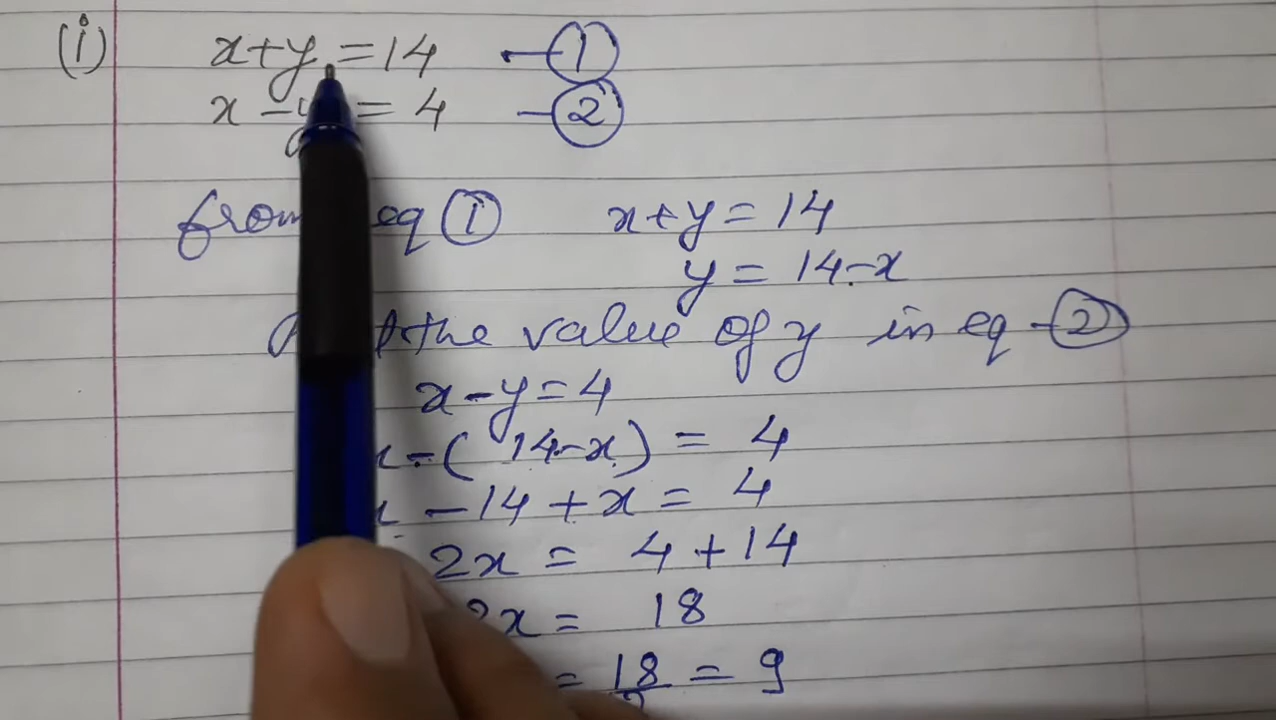 (i) x+y=14 —①
x-y=4 —②
from eq ① x+y=14
y=14-x
the value of y in eq-②
x-y=4
x-(14-x)=4
x-14+x=4
2x=4+14
2x=18
=18/2=9